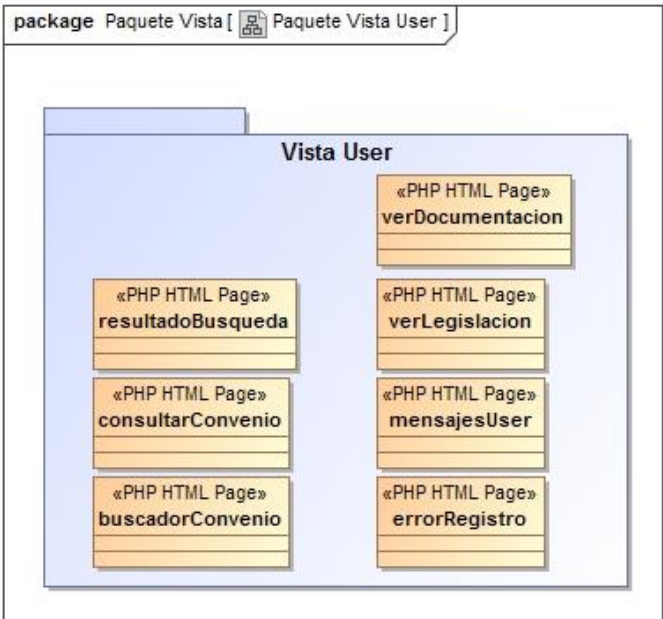 package Paquete Vista [ Paquete Vista User ]
Vista User
«PHP HTML Page»
verDocumentacion
«PHP HTML Page»
resultadoBusqueda
«PHP HTML Page»
verLegislacion
«PHP HTML Page»
consultarConvenio
«PHP HTML Page»
mensajesUser
«PHP HTML Page»
buscadorConvenio
«PHP HTML Page»
errorRegistro